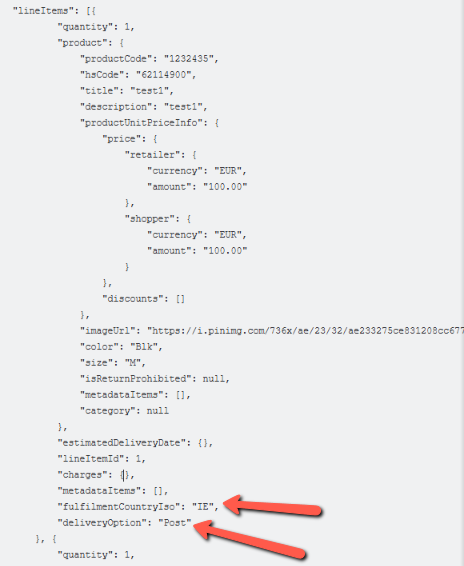 "lineItems": [{
"quantity": 1,
"product": {
"productCode": "1232435",
"hsCode": "62114900",
"title": "test1",
"description": "test1",
"productUnitPriceInfo": {
"price": {
"retailer": {
"currency": "EUR",
"amount": "100.00"
},
"shopper": {
"currency": "EUR",
"amount": "100.00"
}
},
"discounts": []
},
"imageUrl": "https://i.pinimg.com/736x/ae/23/32/ae233275ce831208cc677
"color": "Blk",
"size": "M",
"isReturnProhibited": null,
"metadataItems": [],
"category": null
},
"estimatedDeliveryDate": {},
"lineItemId": 1,
"charges": {},
"metadataItems": [],
"fulfilmentCountryIso": "IE",
"deliveryOption": "Post"
}, {
"quantity": 1,